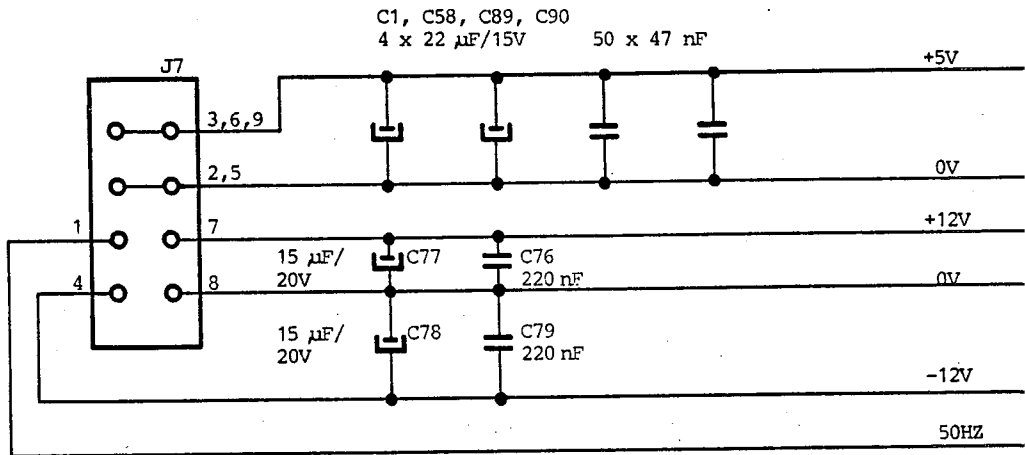 C1, C58, C89, C90
4 x 22 µF/15V
50 x 47 nF
+5V
J7
3,6,9
2,5
0V
1
7
+12V
15 µF/
20V
C77
C76
220 nF
4
8
0V
15 µF/
20V
C78
C79
220 nF
-12V
50HZ